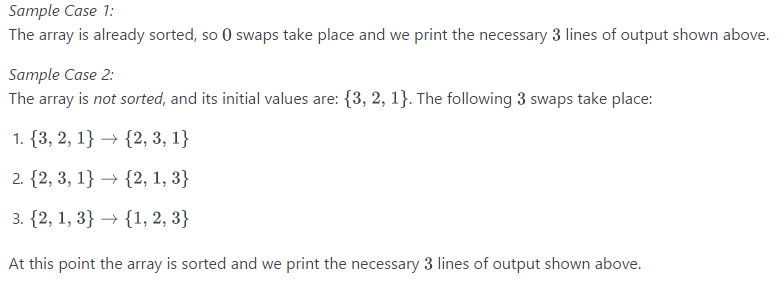 Sample Case 1:
The array is already sorted, so 0 swaps take place and we print the necessary 3 lines of output shown above.
Sample Case 2:
The array is not sorted, and its initial values are: {3, 2, 1}. The following 3 swaps take place:
1. {3, 2, 1} → {2, 3, 1}
2. {2, 3, 1} → {2, 1, 3}
3. {2, 1, 3} → {1, 2, 3}
At this point the array is sorted and we print the necessary 3 lines of output shown above.